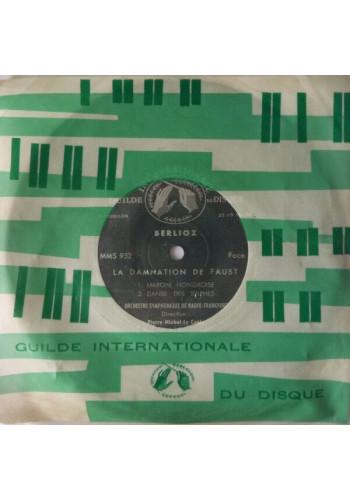 GUILDE DU DISQUE
BERLIOZ
MMS 952 Face
LA DAMNATION DE FAUST
1. MARCHE HONGROISE
2. DANSE DES SYLPHES
ORCHESTRE SYMPHONIQUE DE RADIO-FRANCFORT
Direction
Pierre-Michel Le Conte
GUILDE INTERNATIONALE
DU DISQUE